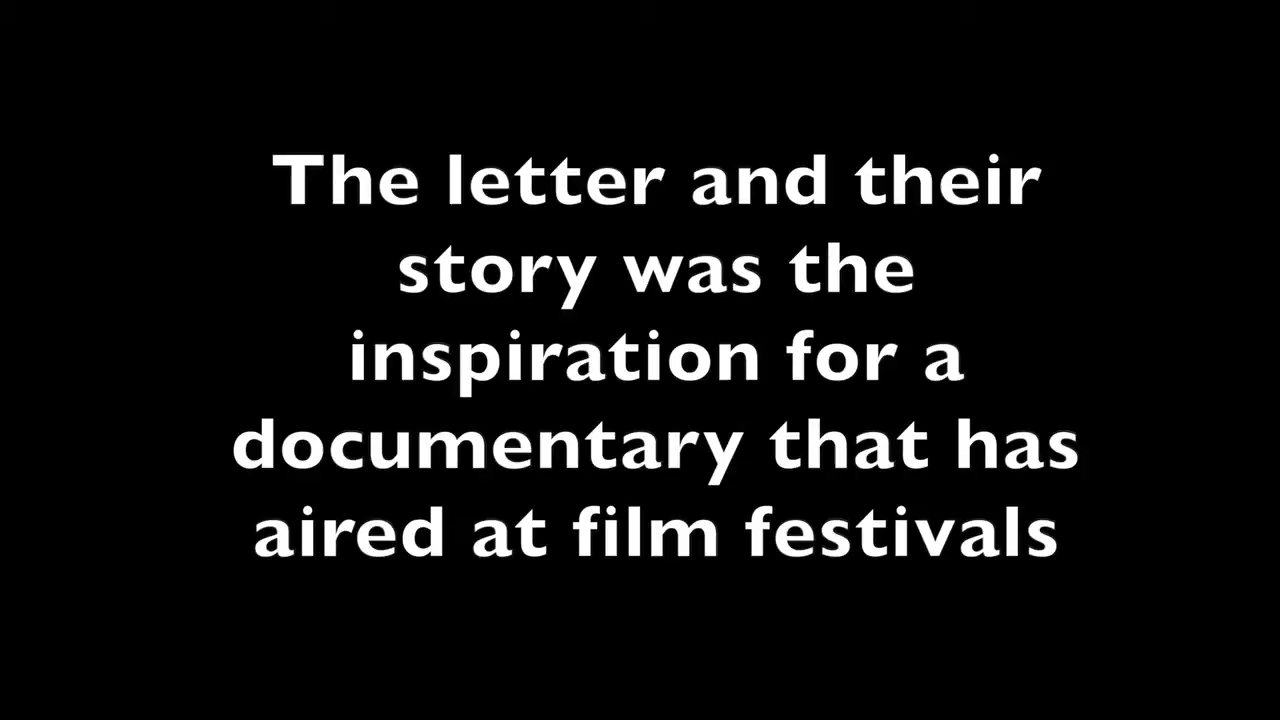 The letter and their
story was the
inspiration for a
documentary that has
aired at film festivals